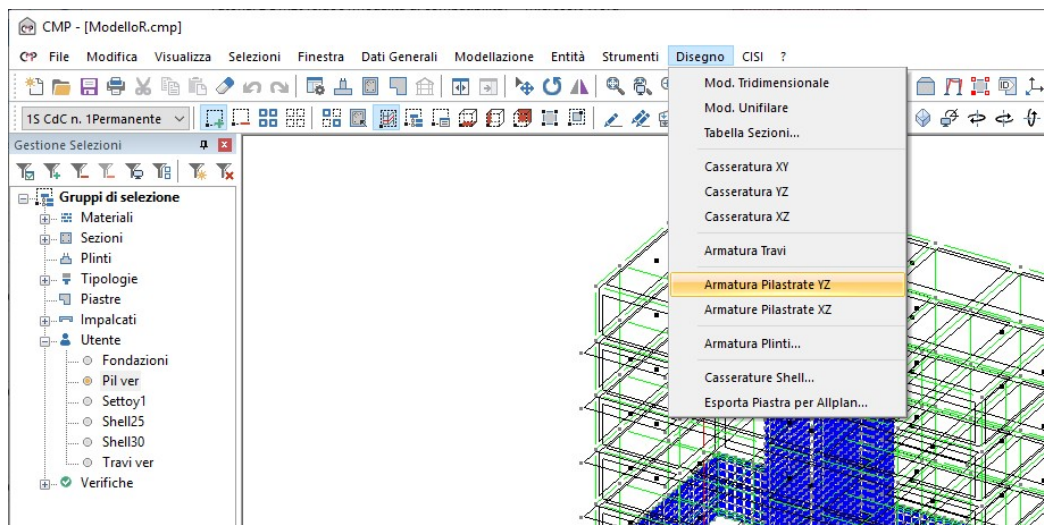 CMP - [ModelloR.cmp]
CMP File Modifica Visualizza Selezioni Finestra Dati Generali Modellazione Entità Strumenti Disegno CISI ?
1S CdC n. 1Permanente
Gestione Selezioni
Gruppi di selezione
Materiali
Sezioni
Plinti
Tipologie
Piastre
Impalcati
Utente
Fondazioni
Pil ver
Settoy1
Shell25
Shell30
Travi ver
Verifiche
Mod. Tridimensionale
Mod. Unifilare
Tabella Sezioni...
Casseratura XY
Casseratura YZ
Casseratura XZ
Armatura Travi
Armature Pilastrate YZ
Armature Pilastrate XZ
Armatura Plinti...
Casserature Shell...
Esporta Piastra per Allplan...